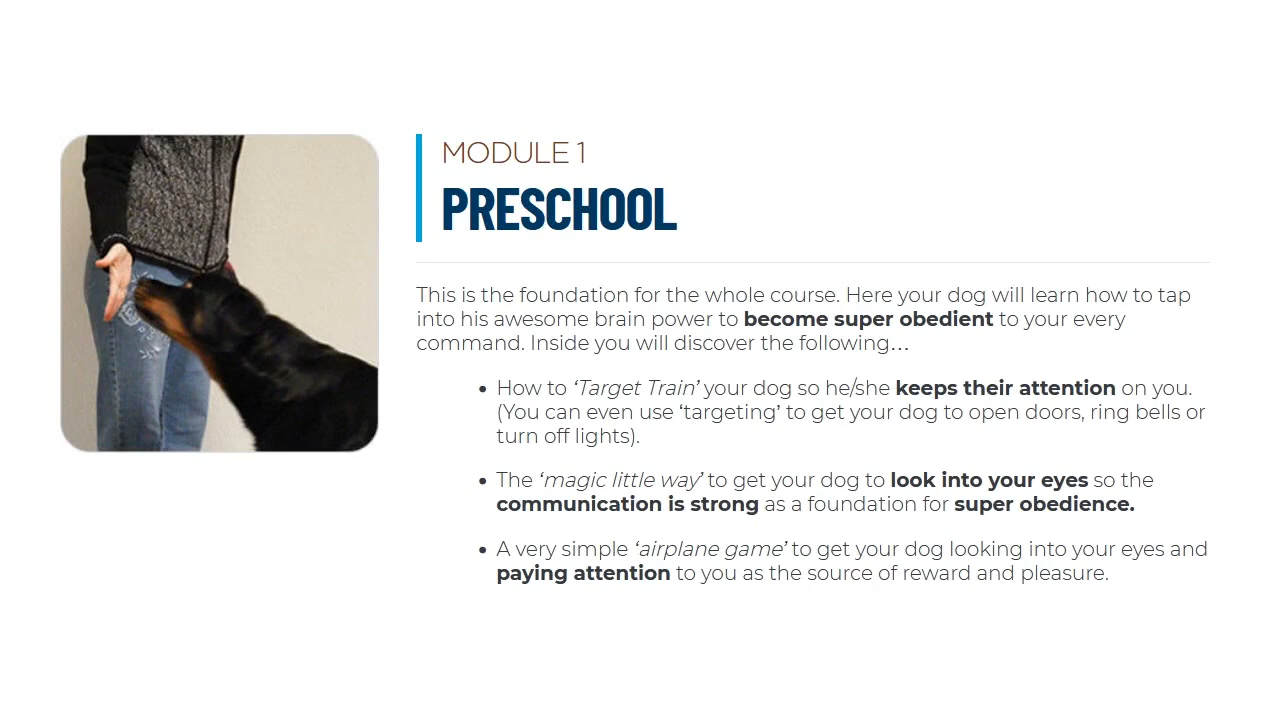 MODULE 1
PRESCHOOL
This is the foundation for the whole course. Here your dog will learn how to tap
into his awesome brain power to become super obedient to your every
command. Inside you will discover the following…
• How to ‘Target Train’ your dog so he/she keeps their attention on you.
(You can even use ‘targeting’ to get your dog to open doors, ring bells or
turn off lights).
• The ‘magic little way’ to get your dog to look into your eyes so the
communication is strong as a foundation for super obedience.
• A very simple ‘airplane game’ to get your dog looking into your eyes and
paying attention to you as the source of reward and pleasure.